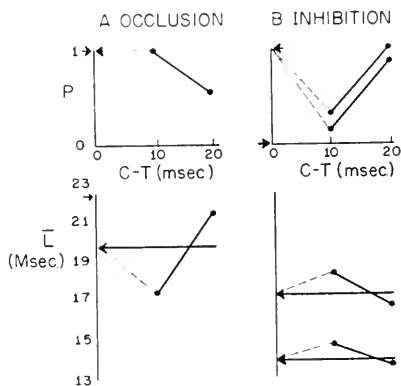 A OCCLUSION
B INHIBITION
1
P
0
0 10 20
C-T (msec)
0 10 20
C-T (msec.)
23
21
L̅
19
(Msec.)
17
15
13